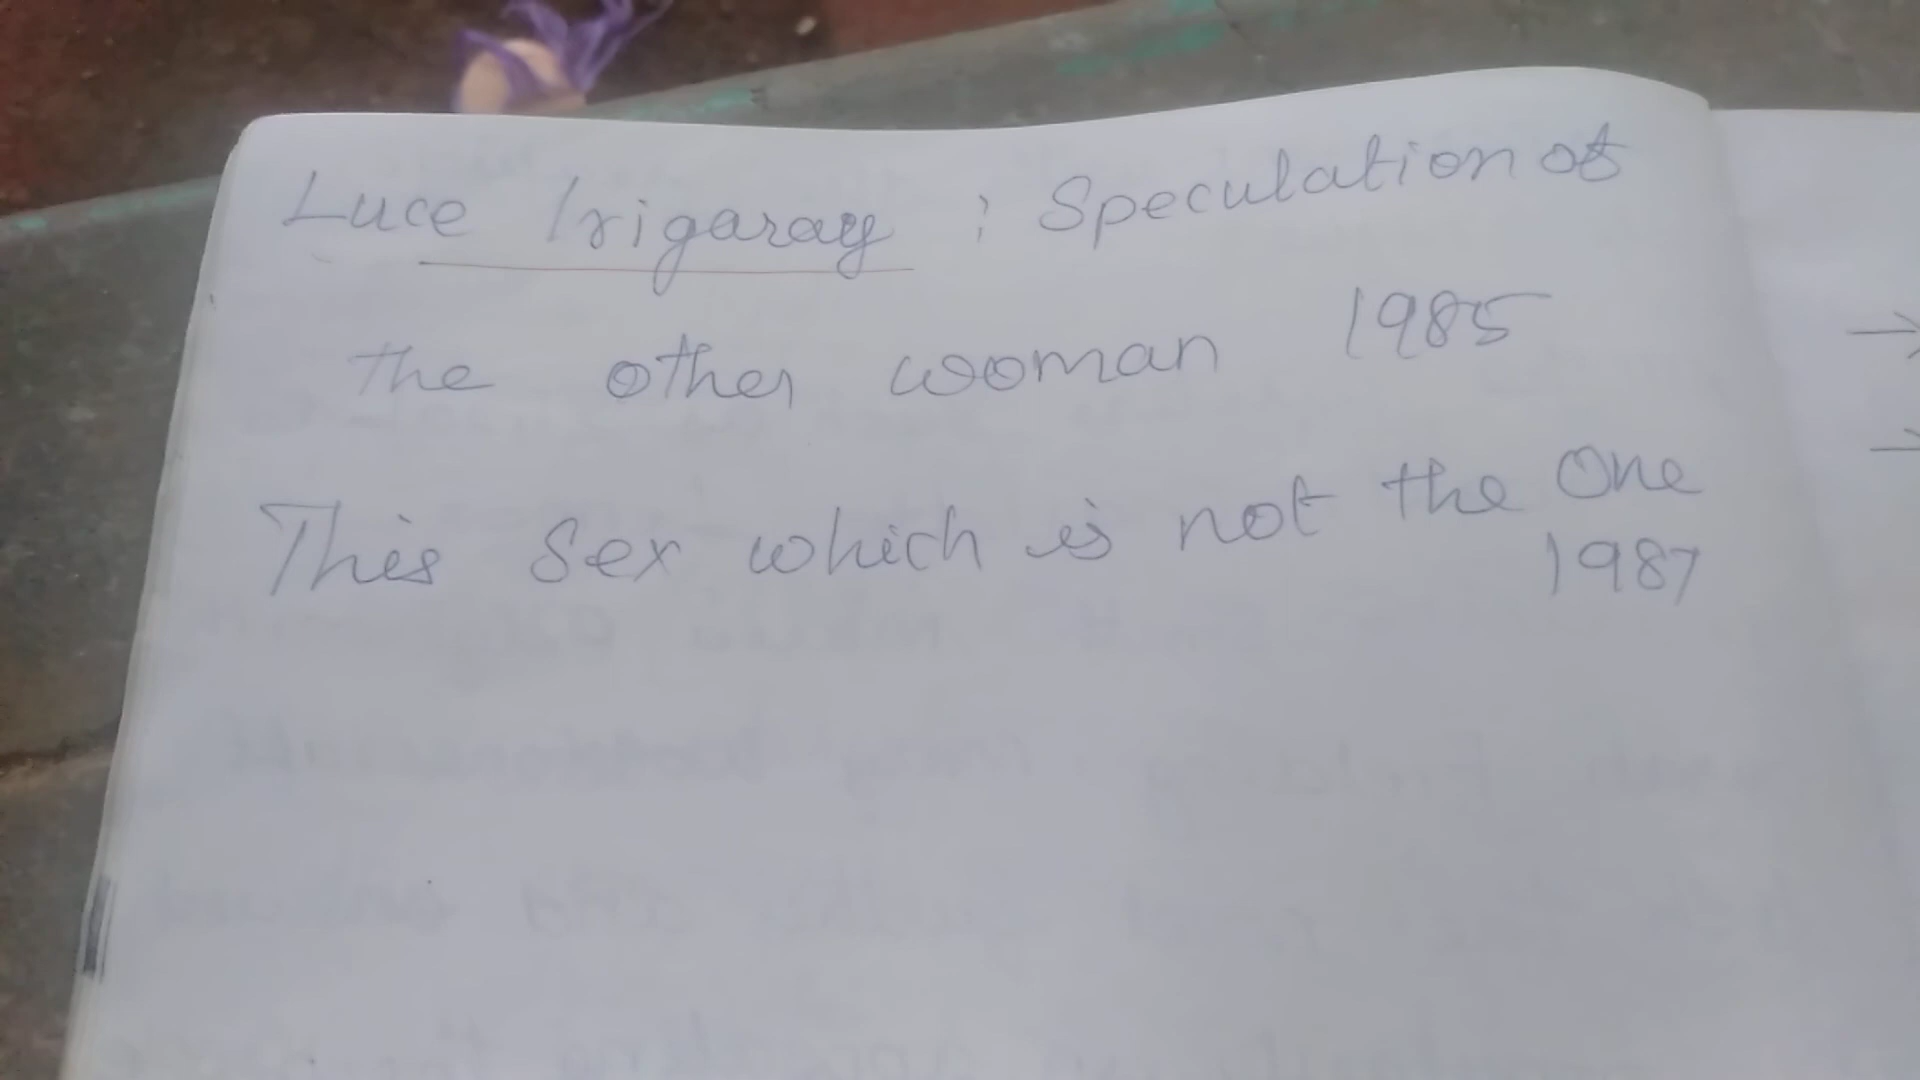 Luce Irigaray : Speculation of
the other woman 1985
This Sex which is not the One
1987